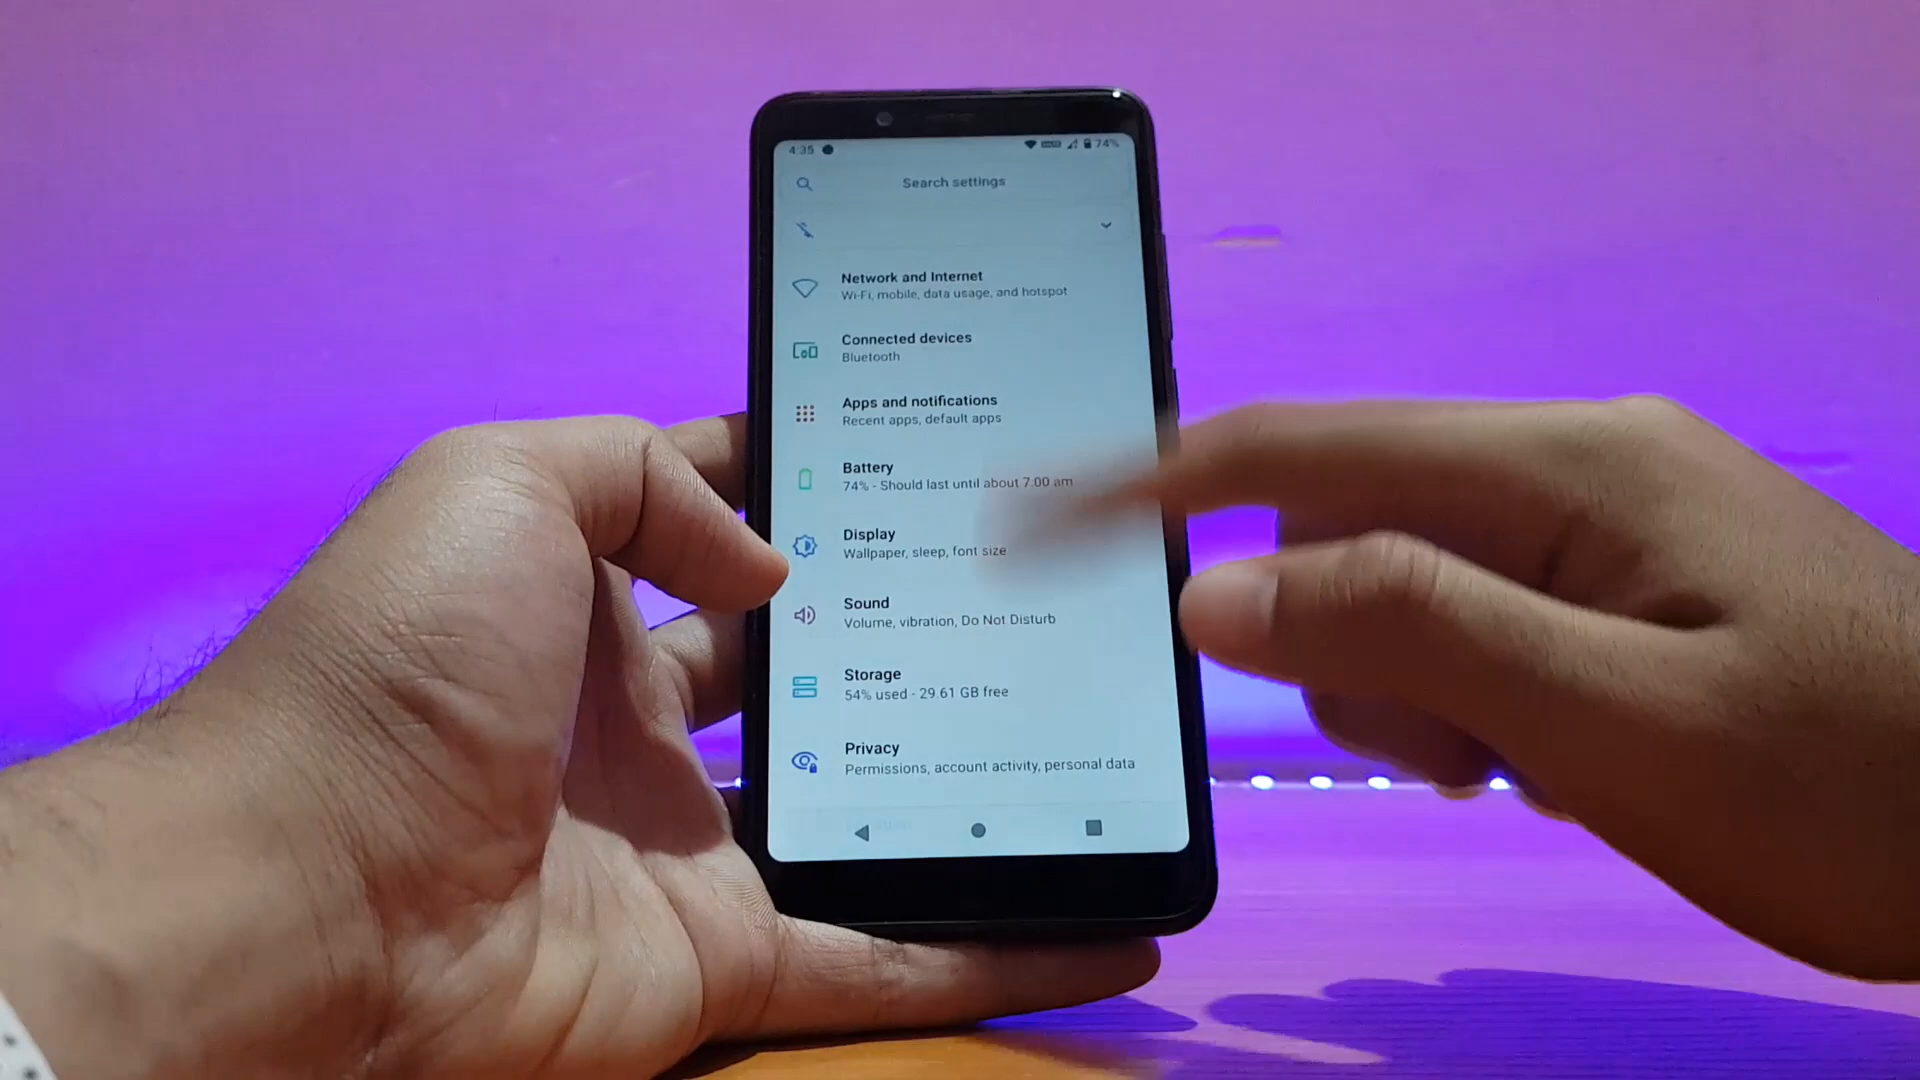 4:35 74%
Search settings
Network and Internet
Wi-Fi, mobile, data usage, and hotspot
Connected devices
Bluetooth
Apps and notifications
Recent apps, default apps
Battery
74% - Should last until about 7.00 am
Display
Wallpaper, sleep, font size
Sound
Volume, vibration, Do Not Disturb
Storage
54% used - 29.61 GB free
Privacy
Permissions, account activity, personal data